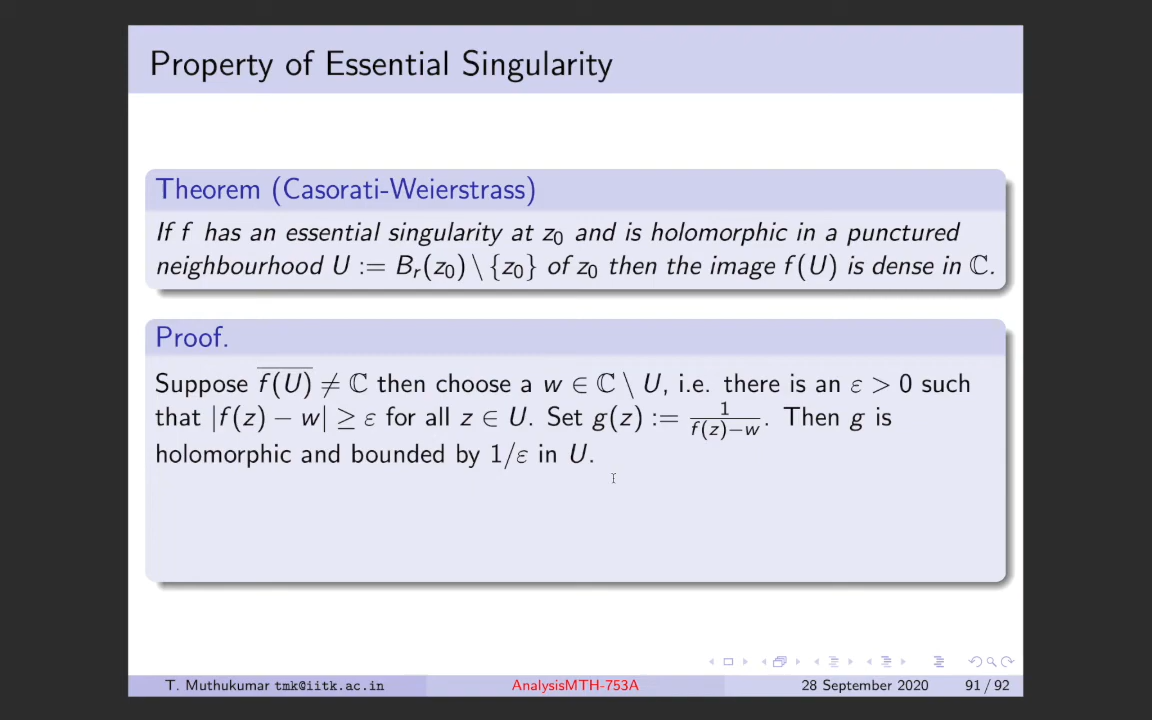 Property of Essential Singularity
Theorem (Casorati-Weierstrass)
If f has an essential singularity at z₀ and is holomorphic in a punctured
neighbourhood U := Bᵣ(z₀) \ {z₀} of z₀ then the image f(U) is dense in ℂ.
Proof.
Suppose \overline{f(U)} ≠ ℂ then choose a w ∈ ℂ \ U, i.e. there is an ε > 0 such
that |f(z) − w| ≥ ε for all z ∈ U. Set g(z) := 1/(f(z)−w). Then g is
holomorphic and bounded by 1/ε in U.
T. Muthukumar tmk@iitk.ac.in AnalysisMTH-753A 28 September 2020 91 / 92